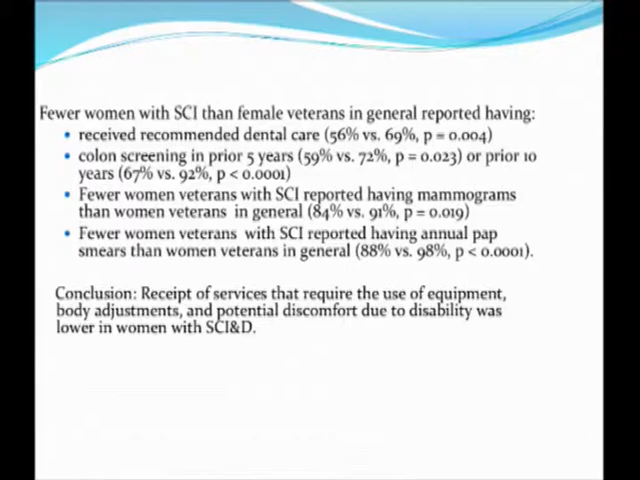 Fewer women with SCI than female veterans in general reported having:
• received recommended dental care (56% vs. 69%, p = 0.004)
• colon screening in prior 5 years (59% vs. 72%, p = 0.023) or prior 10
years (67% vs. 92%, p < 0.0001)
• Fewer women veterans with SCI reported having mammograms
than women veterans in general (84% vs. 91%, p = 0.019)
• Fewer women veterans with SCI reported having annual pap
smears than women veterans in general (88% vs. 98%, p < 0.0001).
Conclusion: Receipt of services that require the use of equipment,
body adjustments, and potential discomfort due to disability was
lower in women with SCI&D.